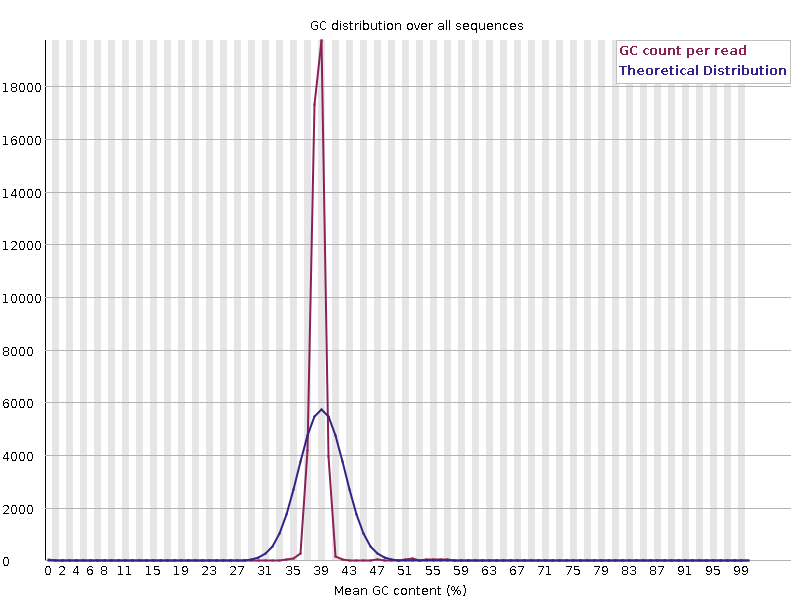 GC distribution over all sequences
GC count per read
Theoretical Distribution
18000
16000
14000
12000
10000
8000
6000
4000
2000
0
0 2 4 6 8 11 15 19 23 27 31 35 39 43 47 51 55 59 63 67 71 75 79 83 87 91 95 99
Mean GC content (%)